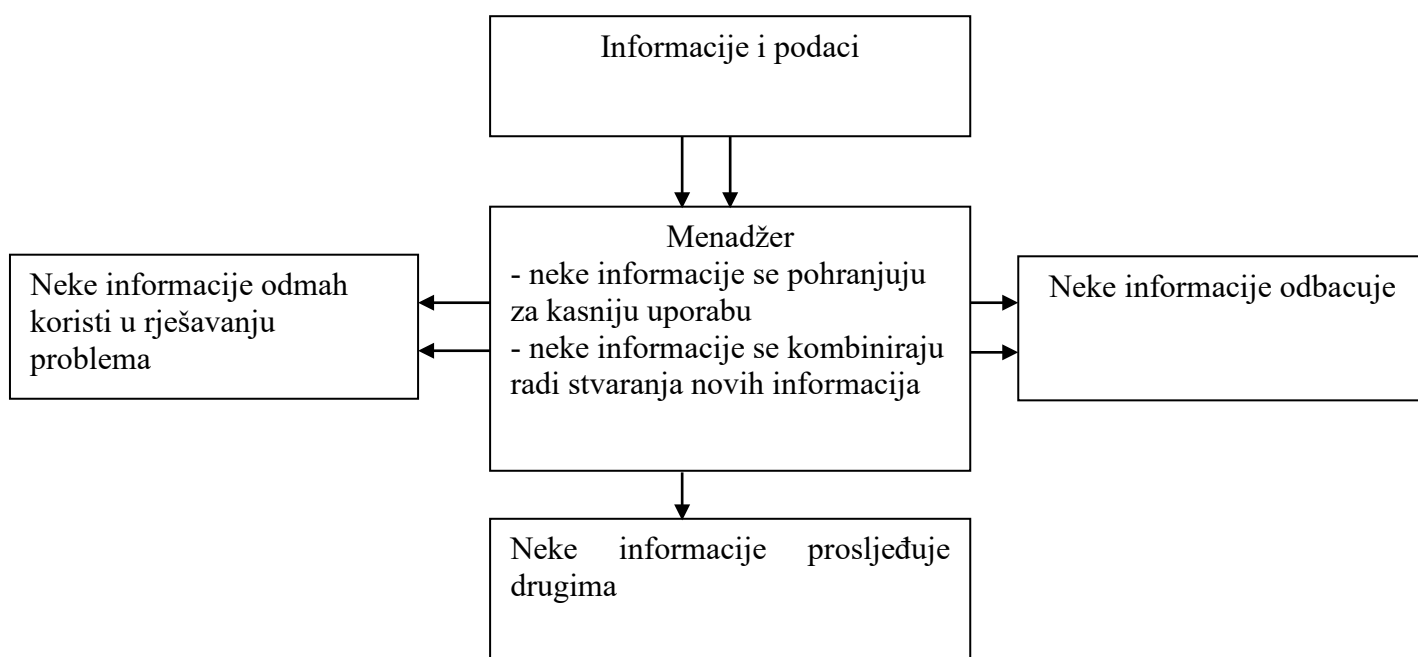 Informacije i podaci
Menadžer
- neke informacije se pohranjuju
za kasniju uporabu
- neke informacije se kombiniraju
radi stvaranja novih informacija
Neke informacije odmah
koristi u rješavanju
problema
Neke informacije odbacuje
Neke informacije prosljeđuje
drugima